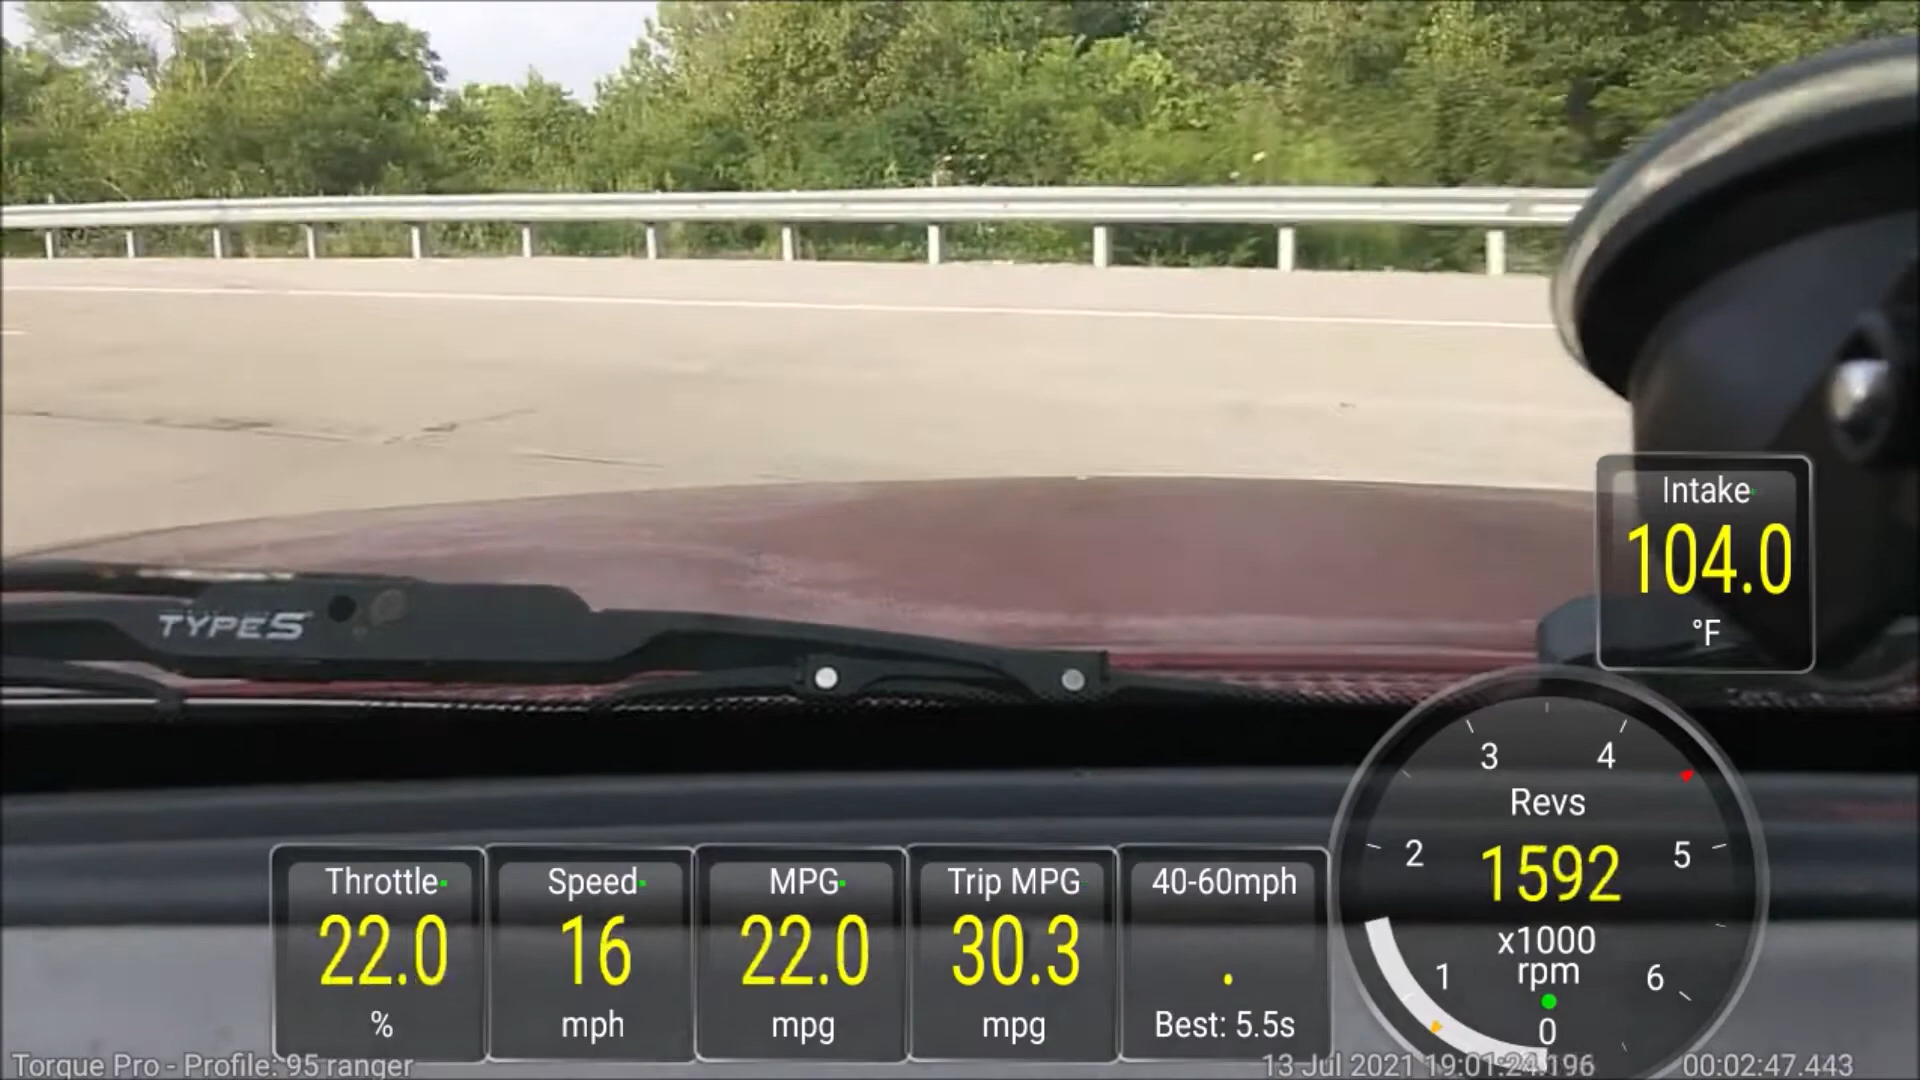 TYPE S
Intake
104.0
°F
3
4
Revs
2
1592
5
x1000
rpm
1
6
0
Throttle
22.0
%
Speed
16
mph
MPG
22.0
mpg
Trip MPG
30.3
mpg
40-60mph
.
Best: 5.5s
Torque Pro - Profile: 95 ranger
13 Jul 2021 19:01:24.196
00:02:47.443